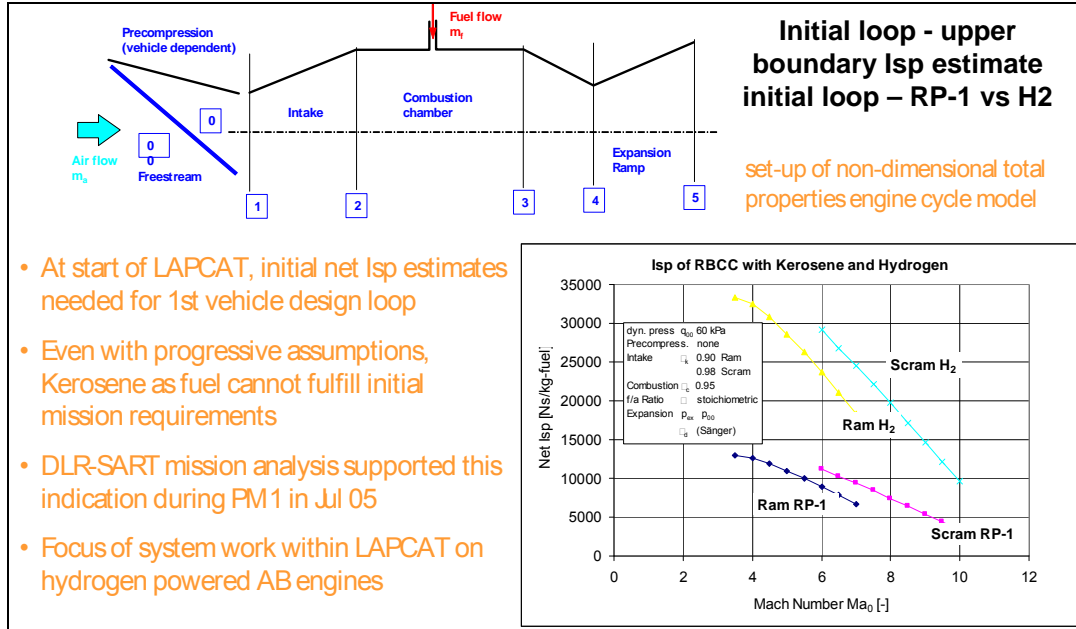 Precompression
(vehicle dependent)
Fuel flow
m_f
Intake
Combustion
chamber
0
0
0
Air flow
m_a
Freestream
Expansion
Ramp
1
2
3
4
5
Initial loop - upper
boundary Isp estimate
initial loop – RP-1 vs H2
set-up of non-dimensional total
properties engine cycle model
• At start of LAPCAT, initial net Isp estimates
needed for 1st vehicle design loop
• Even with progressive assumptions,
Kerosene as fuel cannot fulfill initial
mission requirements
• DLR-SART mission analysis supported this
indication during PM1 in Jul 05
• Focus of system work within LAPCAT on
hydrogen powered AB engines
Isp of RBCC with Kerosene and Hydrogen
Net Isp [Ns/kg-fuel]
35000
30000
25000
20000
15000
10000
5000
0
dyn. press q₀₀ 60 kPa
Precompress. none
Intake □ₖ 0.90 Ram
0.98 Scram
Combustion □_c 0.95
f/a Ratio □ stoichiometric
Expansion p_ex p₀₀
□_d (Sänger)
Scram H₂
Ram H₂
Ram RP-1
Scram RP-1
0 2 4 6 8 10 12
Mach Number Ma₀ [-]